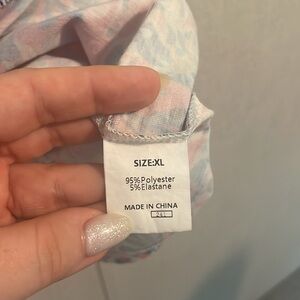 SIZE:XL
95%Polyester
5%Elastane
MADE IN CHINA